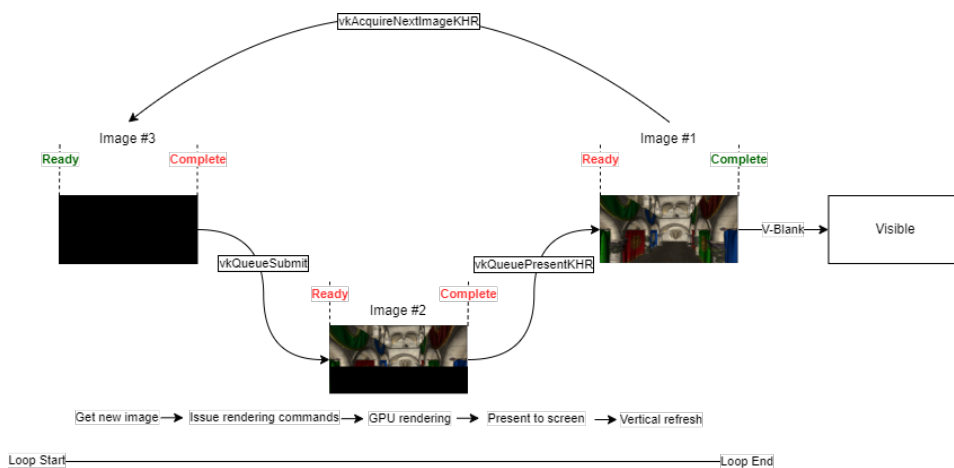 vkAcquireNextImageKHR
Image #3
Image #1
Ready
Complete
Ready
Complete
V-Blank
Visible
vkQueueSubmit
vkQueuePresentKHR
Ready
Complete
Image #2
Get new image
Issue rendering commands
GPU rendering
Present to screen
Vertical refresh
Loop Start
Loop End